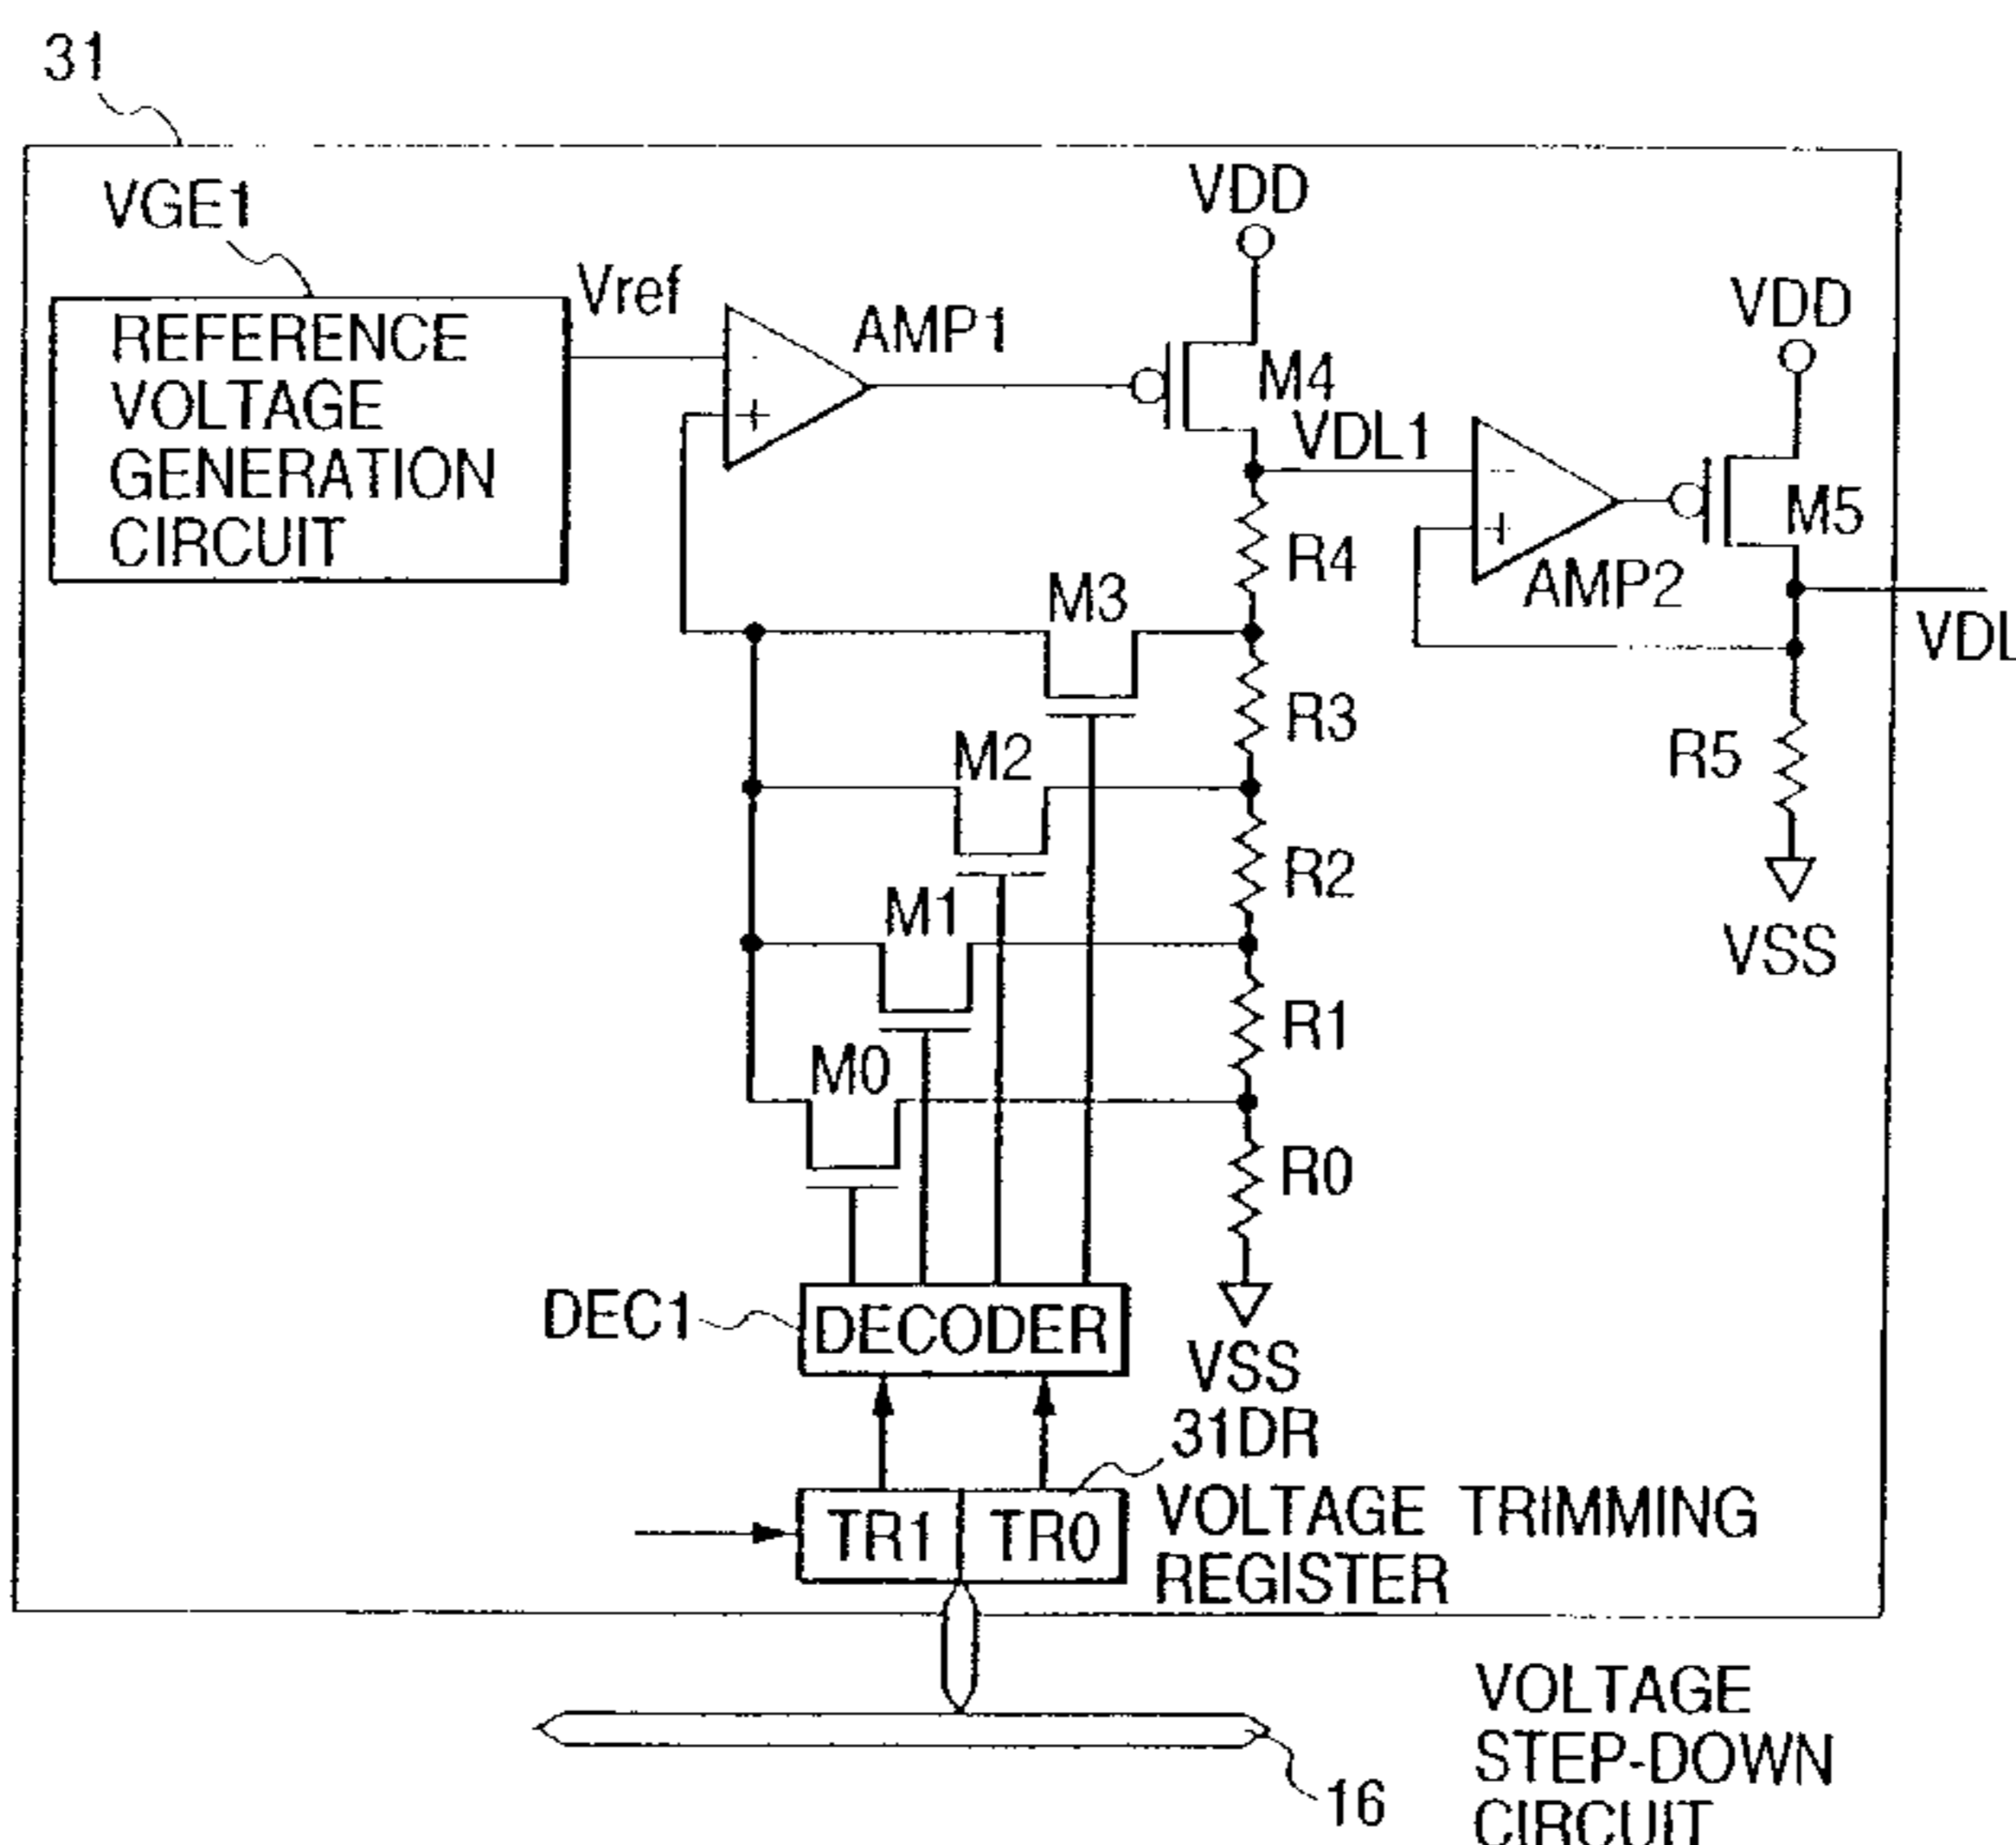 31
VGE1
VDD
Vref
REFERENCE
VOLTAGE
GENERATION
CIRCUIT
-
+
AMP1
M4
VDD
VDL1
-
+
AMP2
M5
VDL
R4
M3
R3
R5
M2
R2
VSS
M1
R1
M0
R0
DEC1
DECODER
VSS
31DR
TR1
TR0
VOLTAGE TRIMMING
REGISTER
VOLTAGE
STEP-DOWN
CIRCUIT
16